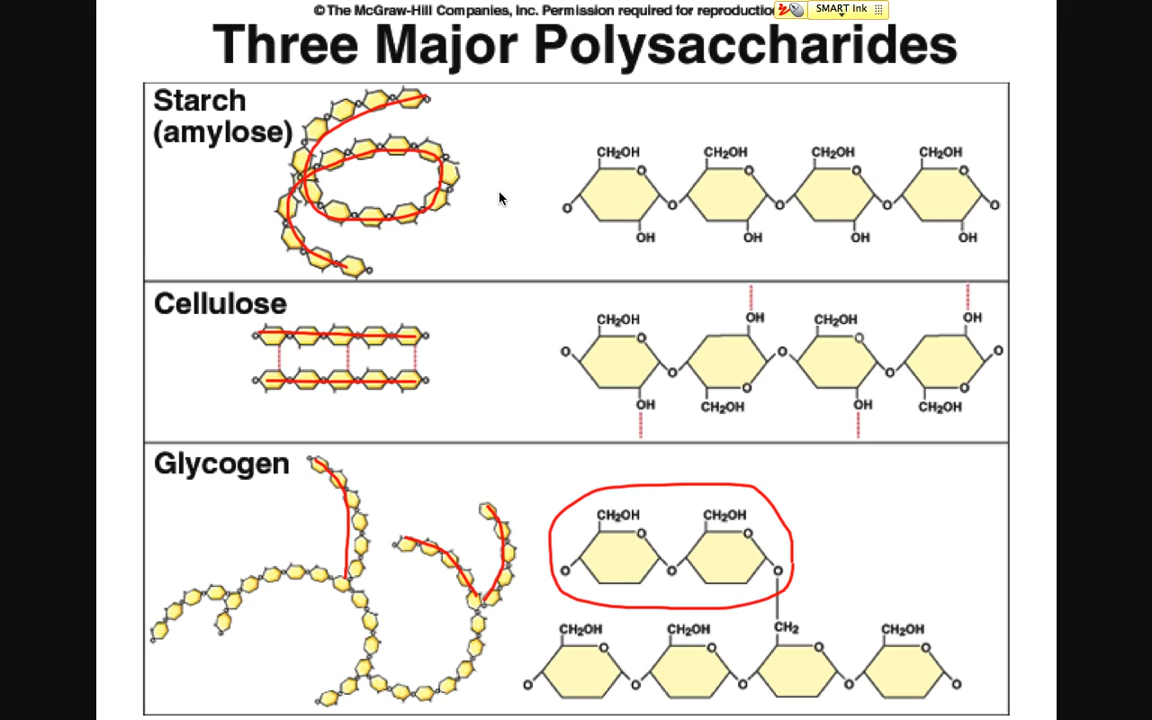 ©The McGraw-Hill Companies, Inc. Permission required for reproductio
SMART Ink
Three Major Polysaccharides
Starch
(amylose)
CH₂OH CH₂OH CH₂OH CH₂OH
O O O O
O O O O O
OH OH OH OH
Cellulose
OH OH
CH₂OH CH₂OH
O O
O O O
O O
O O
OH CH₂OH OH CH₂OH
Glycogen
CH₂OH CH₂OH
O O
O O O
CH₂OH CH₂OH CH₂ CH₂OH
O O O O
O O O O O